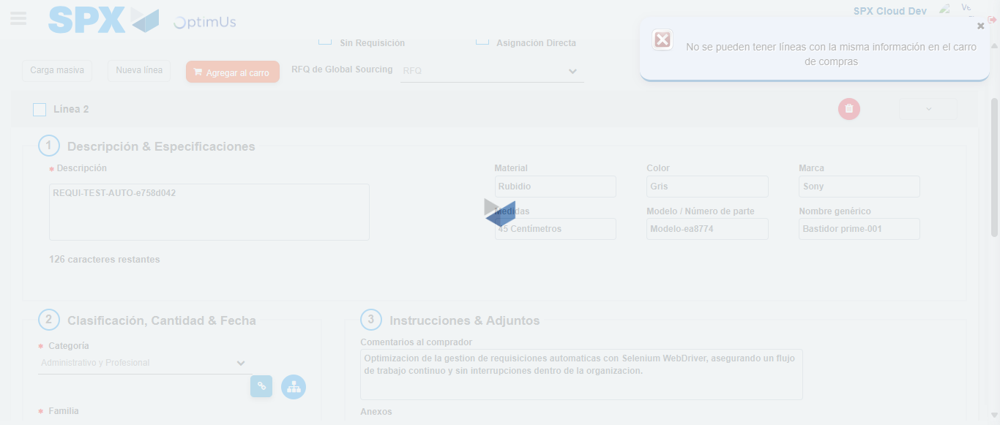 SPX
OptimUs
SPX Cloud Dev
Ve
No se pueden tener líneas con la misma información en el carro
de compras
Sin Requisición
Asignación Directa
Carga masiva
Nueva línea
Agregar al carro
RFQ de Global Sourcing
RFQ
Línea 2
1 Descripción & Especificaciones
* Descripción
REQUI-TEST-AUTO-e758d042
126 caracteres restantes
Material
Color
Marca
Rubidio
Gris
Sony
Medidas
Modelo / Número de parte
Nombre genérico
45 Centímetros
Modelo-ea8774
Bastidor prime-001
2 Clasificación, Cantidad & Fecha
* Categoría
Administrativo y Profesional
* Familia
3 Instrucciones & Adjuntos
Comentarios al comprador
Optimizacion de la gestion de requisiciones automaticas con Selenium WebDriver, asegurando un flujo
de trabajo continuo y sin interrupciones dentro de la organizacion.
Anexos